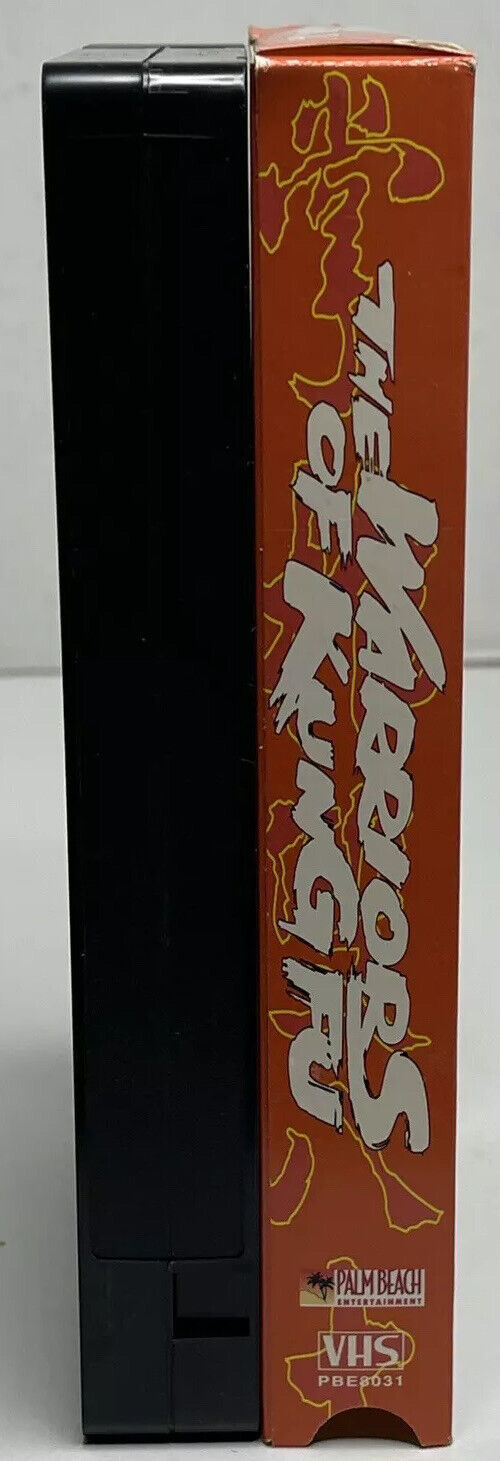 THE WARRIORS
OF KUNG FU
PALM BEACH
ENTERTAINMENT
VHS
PBE3031